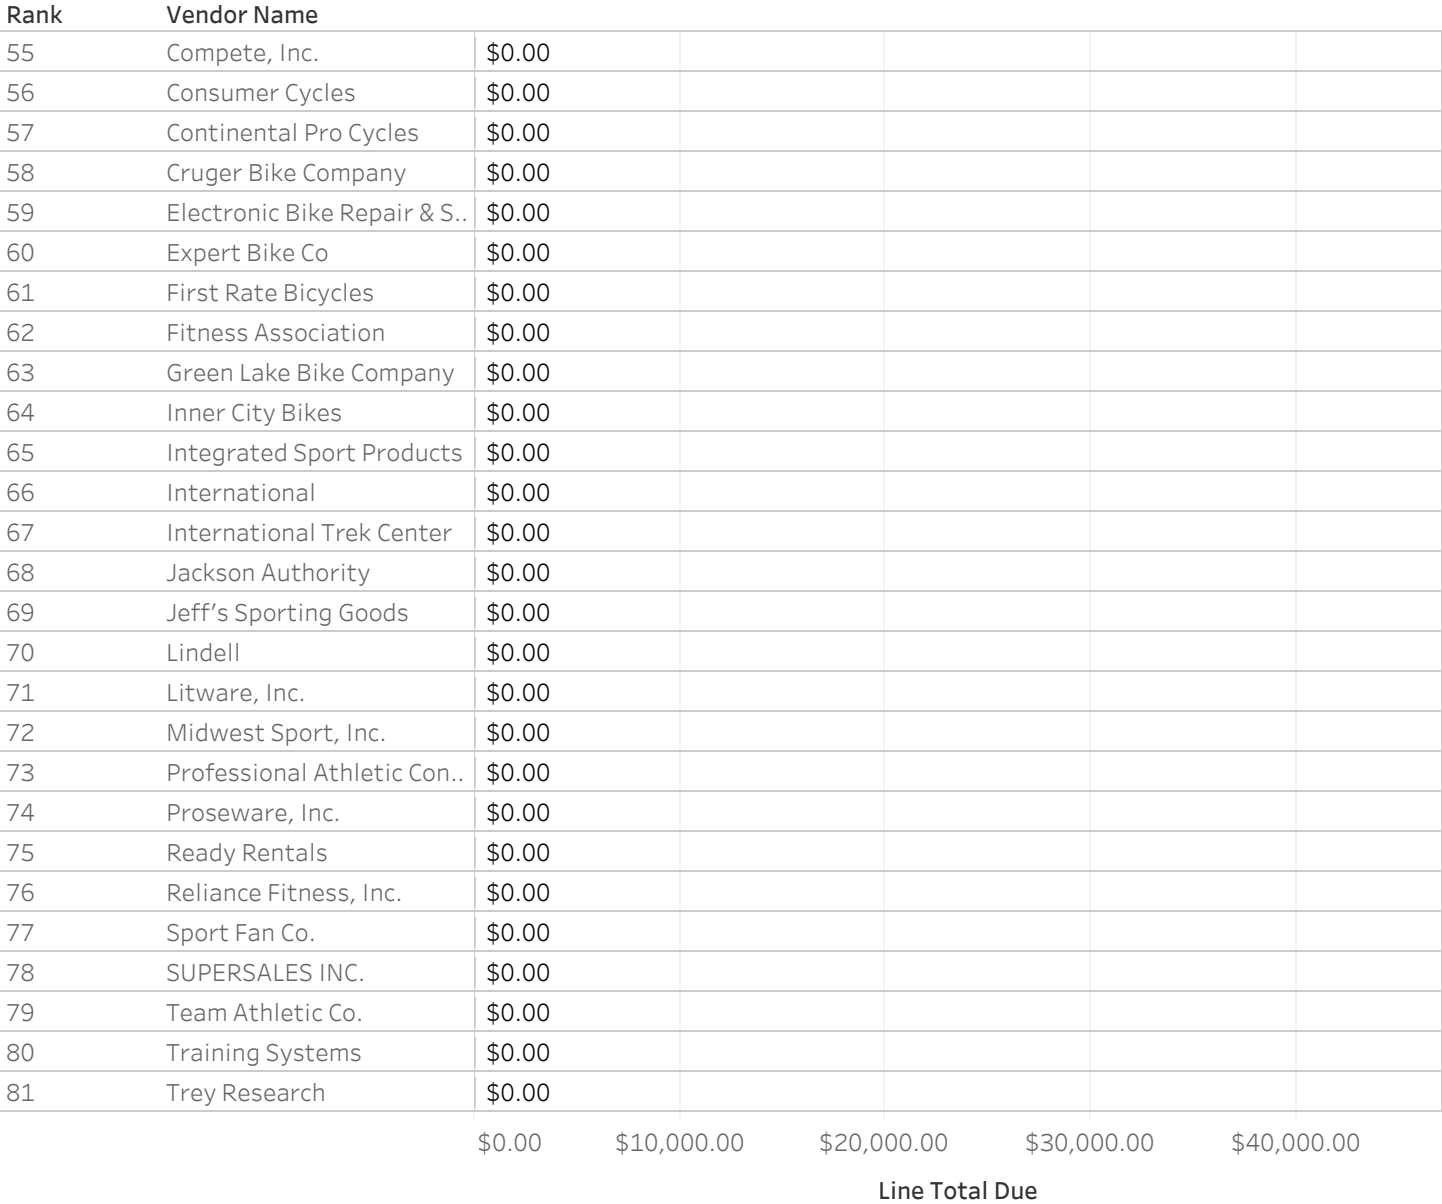 Rank Vendor Name
55 Compete, Inc. $0.00
56 Consumer Cycles $0.00
57 Continental Pro Cycles $0.00
58 Cruger Bike Company $0.00
59 Electronic Bike Repair & S.. $0.00
60 Expert Bike Co $0.00
61 First Rate Bicycles $0.00
62 Fitness Association $0.00
63 Green Lake Bike Company $0.00
64 Inner City Bikes $0.00
65 Integrated Sport Products $0.00
66 International $0.00
67 International Trek Center $0.00
68 Jackson Authority $0.00
69 Jeff's Sporting Goods $0.00
70 Lindell $0.00
71 Litware, Inc. $0.00
72 Midwest Sport, Inc. $0.00
73 Professional Athletic Con.. $0.00
74 Proseware, Inc. $0.00
75 Ready Rentals $0.00
76 Reliance Fitness, Inc. $0.00
77 Sport Fan Co. $0.00
78 SUPERSALES INC. $0.00
79 Team Athletic Co. $0.00
80 Training Systems $0.00
81 Trey Research $0.00
$0.00 $10,000.00 $20,000.00 $30,000.00 $40,000.00
Line Total Due